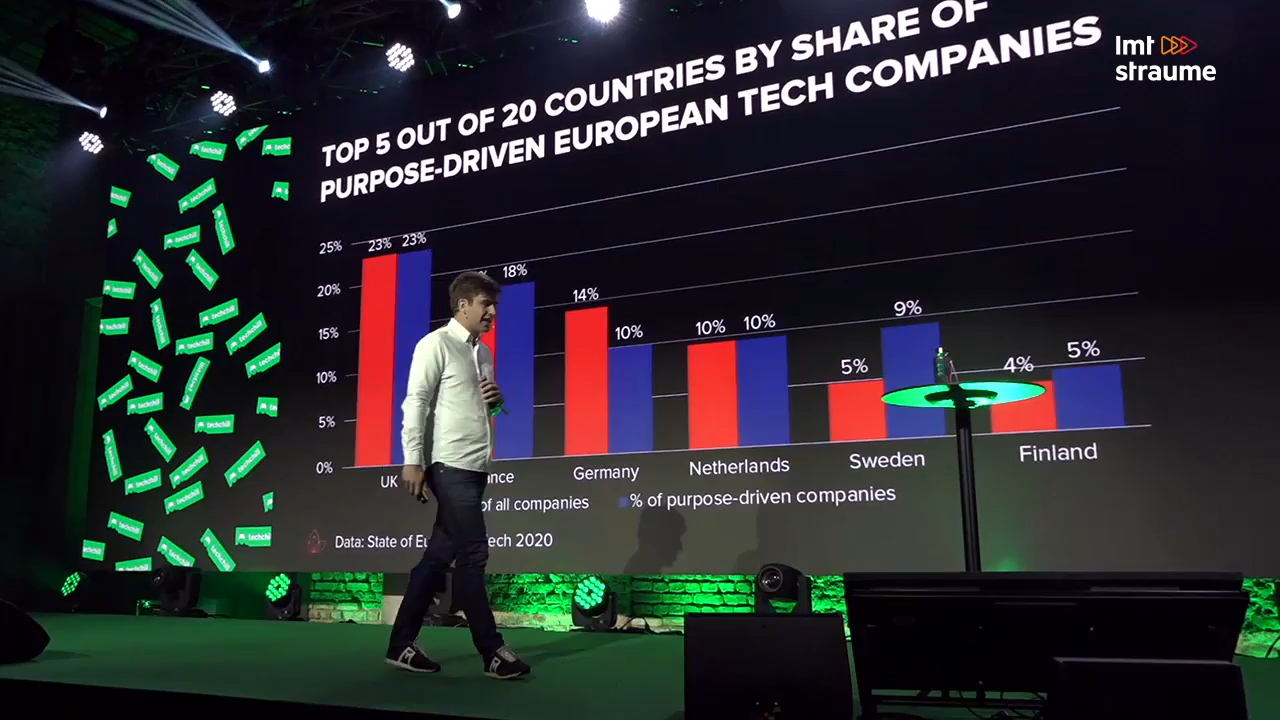 lmt
straume
TOP 5 OUT OF 20 COUNTRIES BY SHARE OF
PURPOSE-DRIVEN EUROPEAN TECH COMPANIES
25%
20%
15%
10%
5%
0%
23% 23%
18%
14% 10%
10% 10%
5% 9%
4% 5%
UK
Germany
Netherlands
Sweden
Finland
of all companies
% of purpose-driven companies
Data: State of
2020
techchill